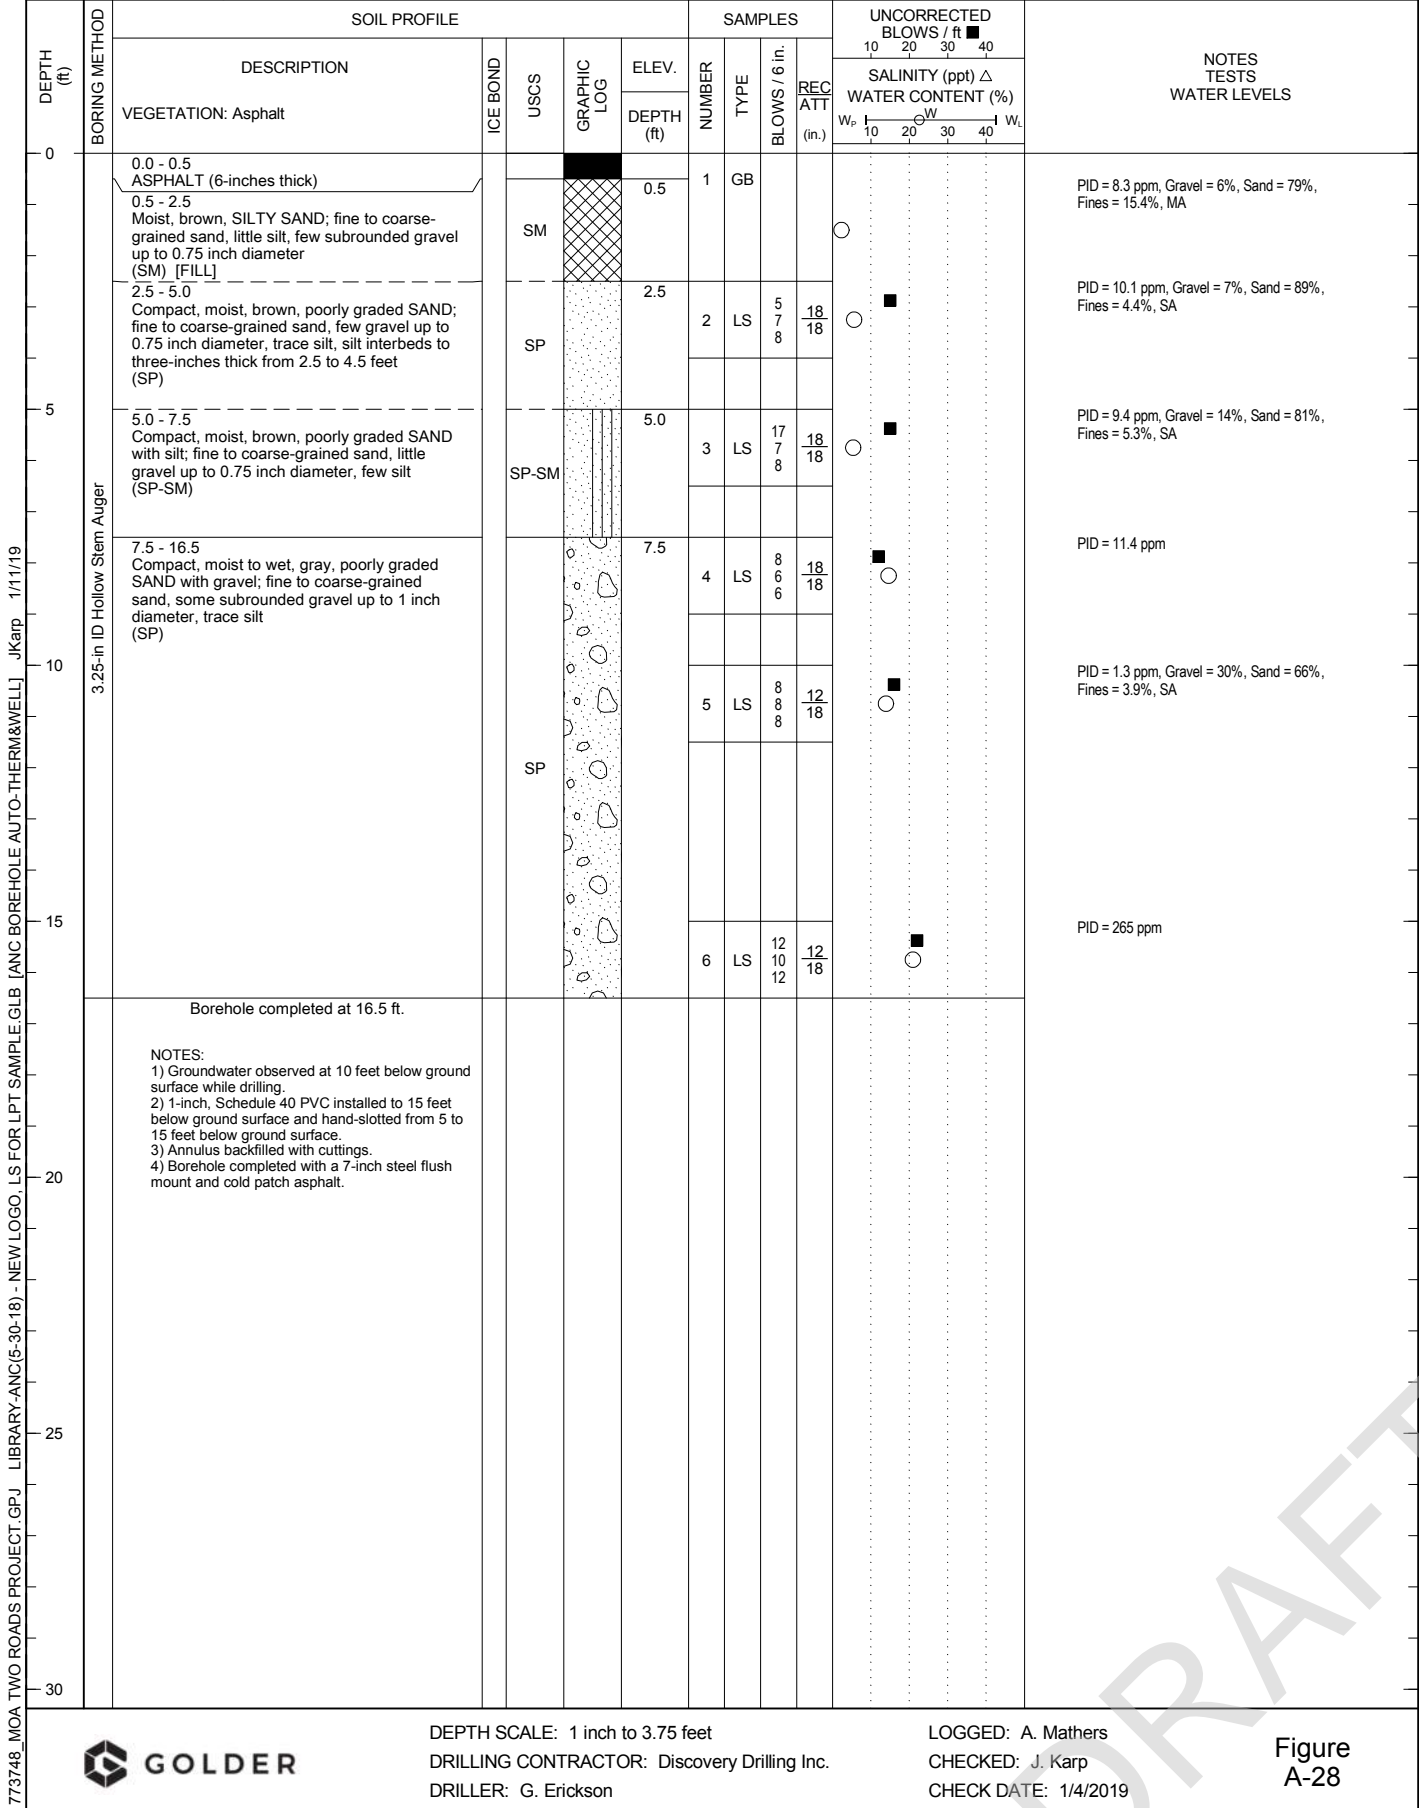 DEPTH
(ft)
BORING METHOD
SOIL PROFILE
DESCRIPTION
VEGETATION: Asphalt
ICE BOND
USCS
GRAPHIC
LOG
ELEV.
DEPTH
(ft)
SAMPLES
NUMBER
TYPE
BLOWS / 6 in.
REC
ATT
(in.)
UNCORRECTED
BLOWS / ft ■
10 20 30 40
SALINITY (ppt) △
WATER CONTENT (%)
Wₚ W W_L
10 20 30 40
NOTES
TESTS
WATER LEVELS
0
0.0 - 0.5
ASPHALT (6-inches thick)
0.5
1 GB
PID = 8.3 ppm, Gravel = 6%, Sand = 79%,
Fines = 15.4%, MA
0.5 - 2.5
Moist, brown, SILTY SAND; fine to coarse-
grained sand, little silt, few subrounded gravel
up to 0.75 inch diameter
(SM) [FILL]
SM
2.5 - 5.0
Compact, moist, brown, poorly graded SAND;
fine to coarse-grained sand, few gravel up to
0.75 inch diameter, trace silt, silt interbeds to
three-inches thick from 2.5 to 4.5 feet
(SP)
SP
2.5
2 LS
5
7
8
18
18
PID = 10.1 ppm, Gravel = 7%, Sand = 89%,
Fines = 4.4%, SA
5
5.0 - 7.5
Compact, moist, brown, poorly graded SAND
with silt; fine to coarse-grained sand, little
gravel up to 0.75 inch diameter, few silt
(SP-SM)
SP-SM
5.0
3 LS
17
7
8
18
18
PID = 9.4 ppm, Gravel = 14%, Sand = 81%,
Fines = 5.3%, SA
3.25-in ID Hollow Stem Auger
7.5 - 16.5
Compact, moist to wet, gray, poorly graded
SAND with gravel; fine to coarse-grained
sand, some subrounded gravel up to 1 inch
diameter, trace silt
(SP)
SP
7.5
4 LS
8
6
6
18
18
PID = 11.4 ppm
10
5 LS
8
8
8
12
18
PID = 1.3 ppm, Gravel = 30%, Sand = 66%,
Fines = 3.9%, SA
15
6 LS
12
10
12
12
18
PID = 265 ppm
Borehole completed at 16.5 ft.
NOTES:
1) Groundwater observed at 10 feet below ground
surface while drilling.
2) 1-inch, Schedule 40 PVC installed to 15 feet
below ground surface and hand-slotted from 5 to
15 feet below ground surface.
3) Annulus backfilled with cuttings.
4) Borehole completed with a 7-inch steel flush
mount and cold patch asphalt.
20
25
30
773748_MOA TWO ROADS PROJECT.GPJ LIBRARY-ANC(5-30-18) - NEW LOGO, LS FOR LPT SAMPLE.GLB [ANC BOREHOLE AUTO-THERM&WELL] JKarp 1/11/19
GOLDER
DEPTH SCALE: 1 inch to 3.75 feet
DRILLING CONTRACTOR: Discovery Drilling Inc.
DRILLER: G. Erickson
LOGGED: A. Mathers
CHECKED: J. Karp
CHECK DATE: 1/4/2019
Figure
A-28
DRAFT